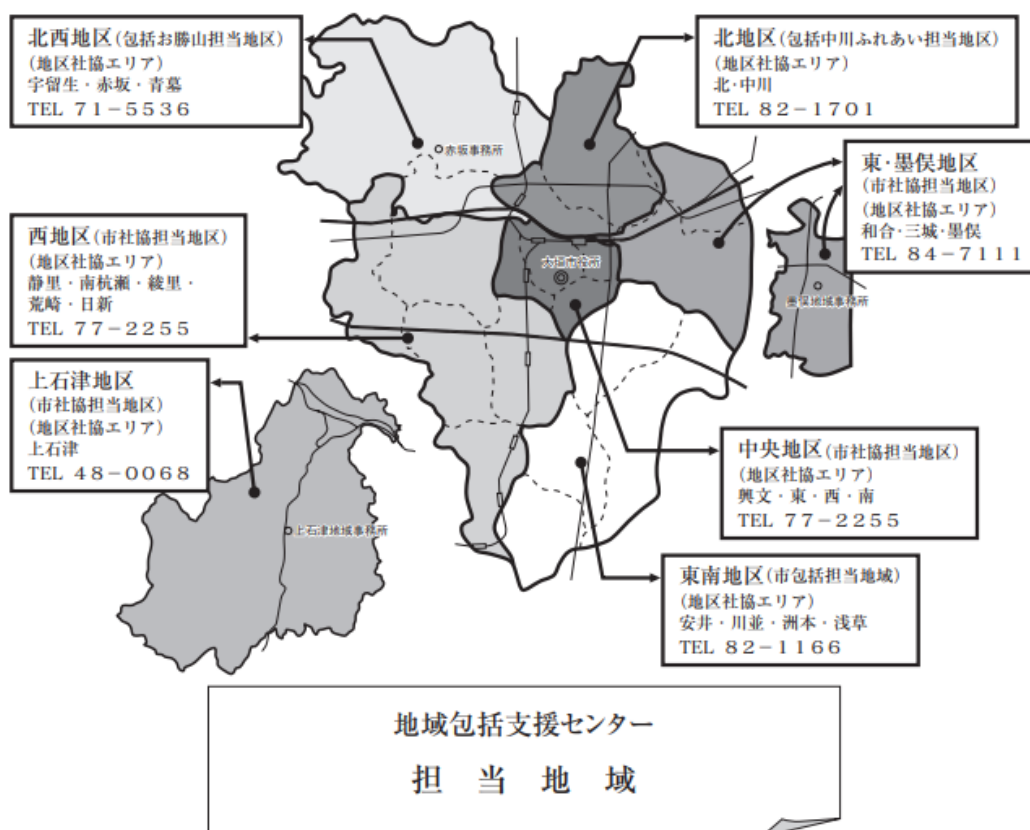 北西地区(包括お勝山担当地区)
(地区社協エリア)
宇留生・赤坂・青墓
TEL 71-5536
北地区(包括中川ふれあい担当地区)
(地区社協エリア)
北・中川
TEL 82-1701
赤坂事務所
東・墨俣地区
(市社協担当地区)
(地区社協エリア)
和合・三城・墨俣
TEL 84-7111
西地区(市社協担当地区)
(地区社協エリア)
静里・南杭瀬・綾里・
荒崎・日新
TEL 77-2255
大垣市役所
墨俣地域事務所
上石津地区
(市社協担当地区)
(地区社協エリア)
上石津
TEL 48-0068
中央地区(市社協担当地区)
(地区社協エリア)
興文・東・西・南
TEL 77-2255
上石津地域事務所
東南地区(市包括担当地域)
(地区社協エリア)
安井・川並・洲本・浅草
TEL 82-1166
地域包括支援センター
担当地域